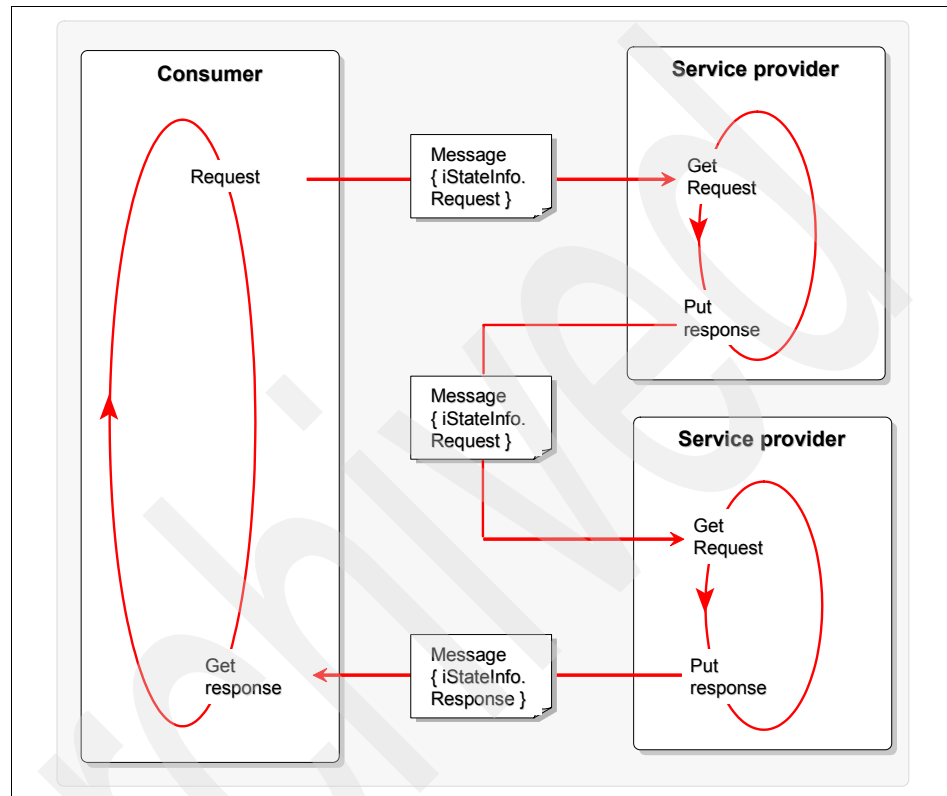 Consumer
Request
Get
response
Message
{ iStateInfo.
Request }
Message
{ iStateInfo.
Request }
Message
{ iStateInfo.
Response }
Service provider
Get
Request
Put
response
Service provider
Get
Request
Put
response